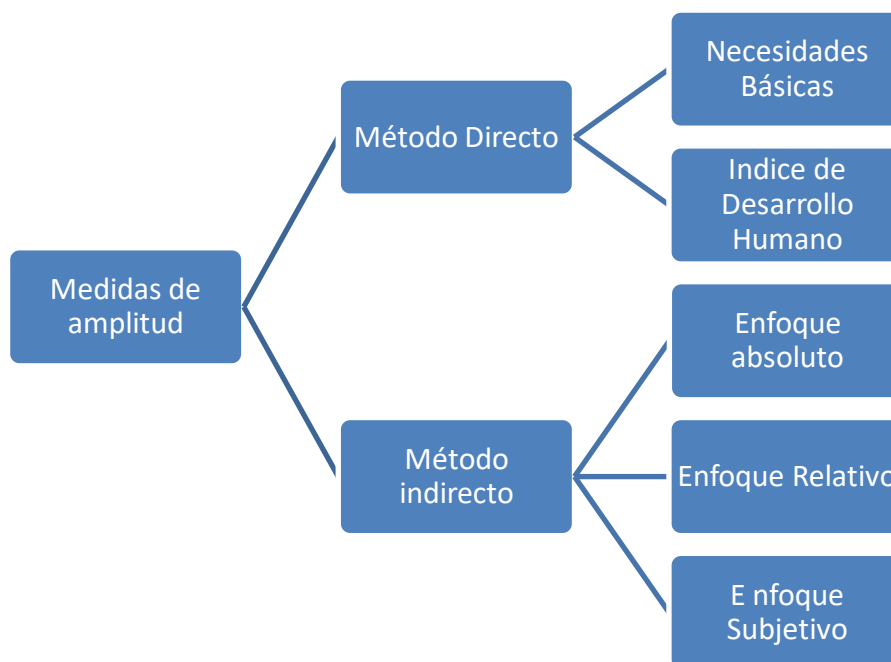 Medidas de
amplitud
Método Directo
Necesidades
Básicas
Indice de
Desarrollo
Humano
Método
indirecto
Enfoque
absoluto
Enfoque Relativo
E nfoque
Subjetivo